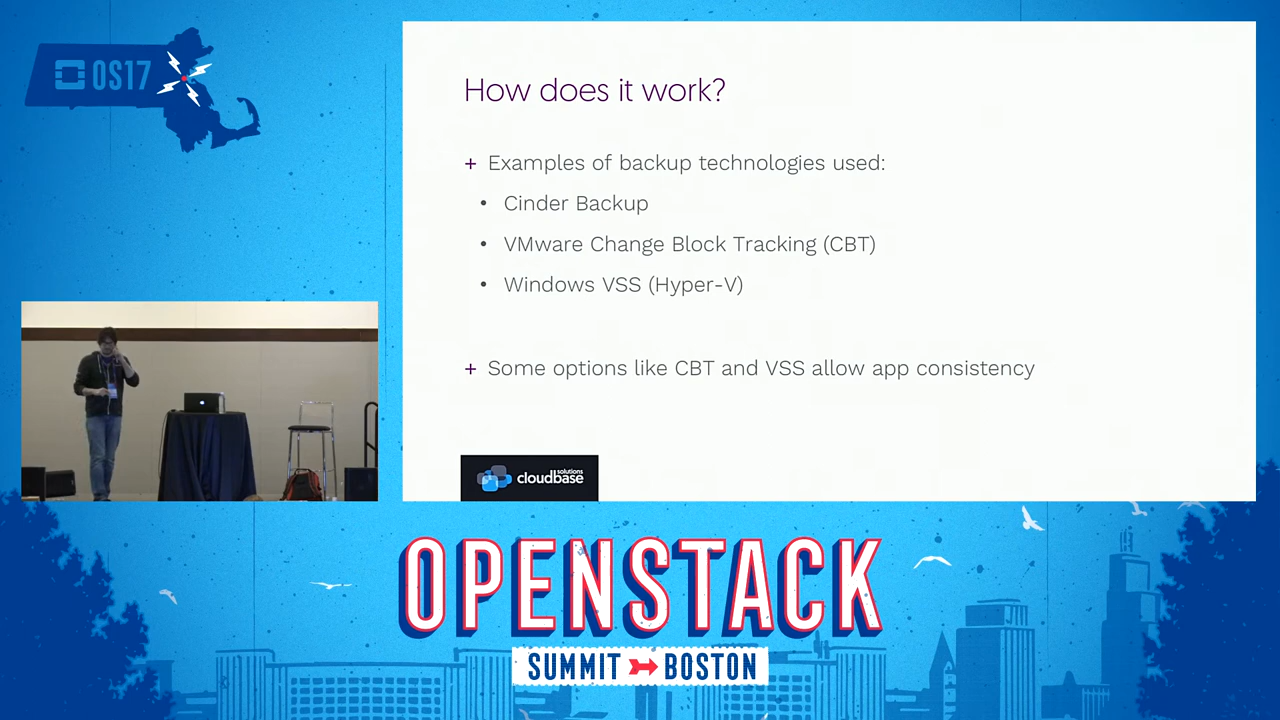 OS17
How does it work?
+ Examples of backup technologies used:
• Cinder Backup
• VMware Change Block Tracking (CBT)
• Windows VSS (Hyper-V)
+ Some options like CBT and VSS allow app consistency
cloudbase solutions
OPENSTACK
SUMMIT BOSTON